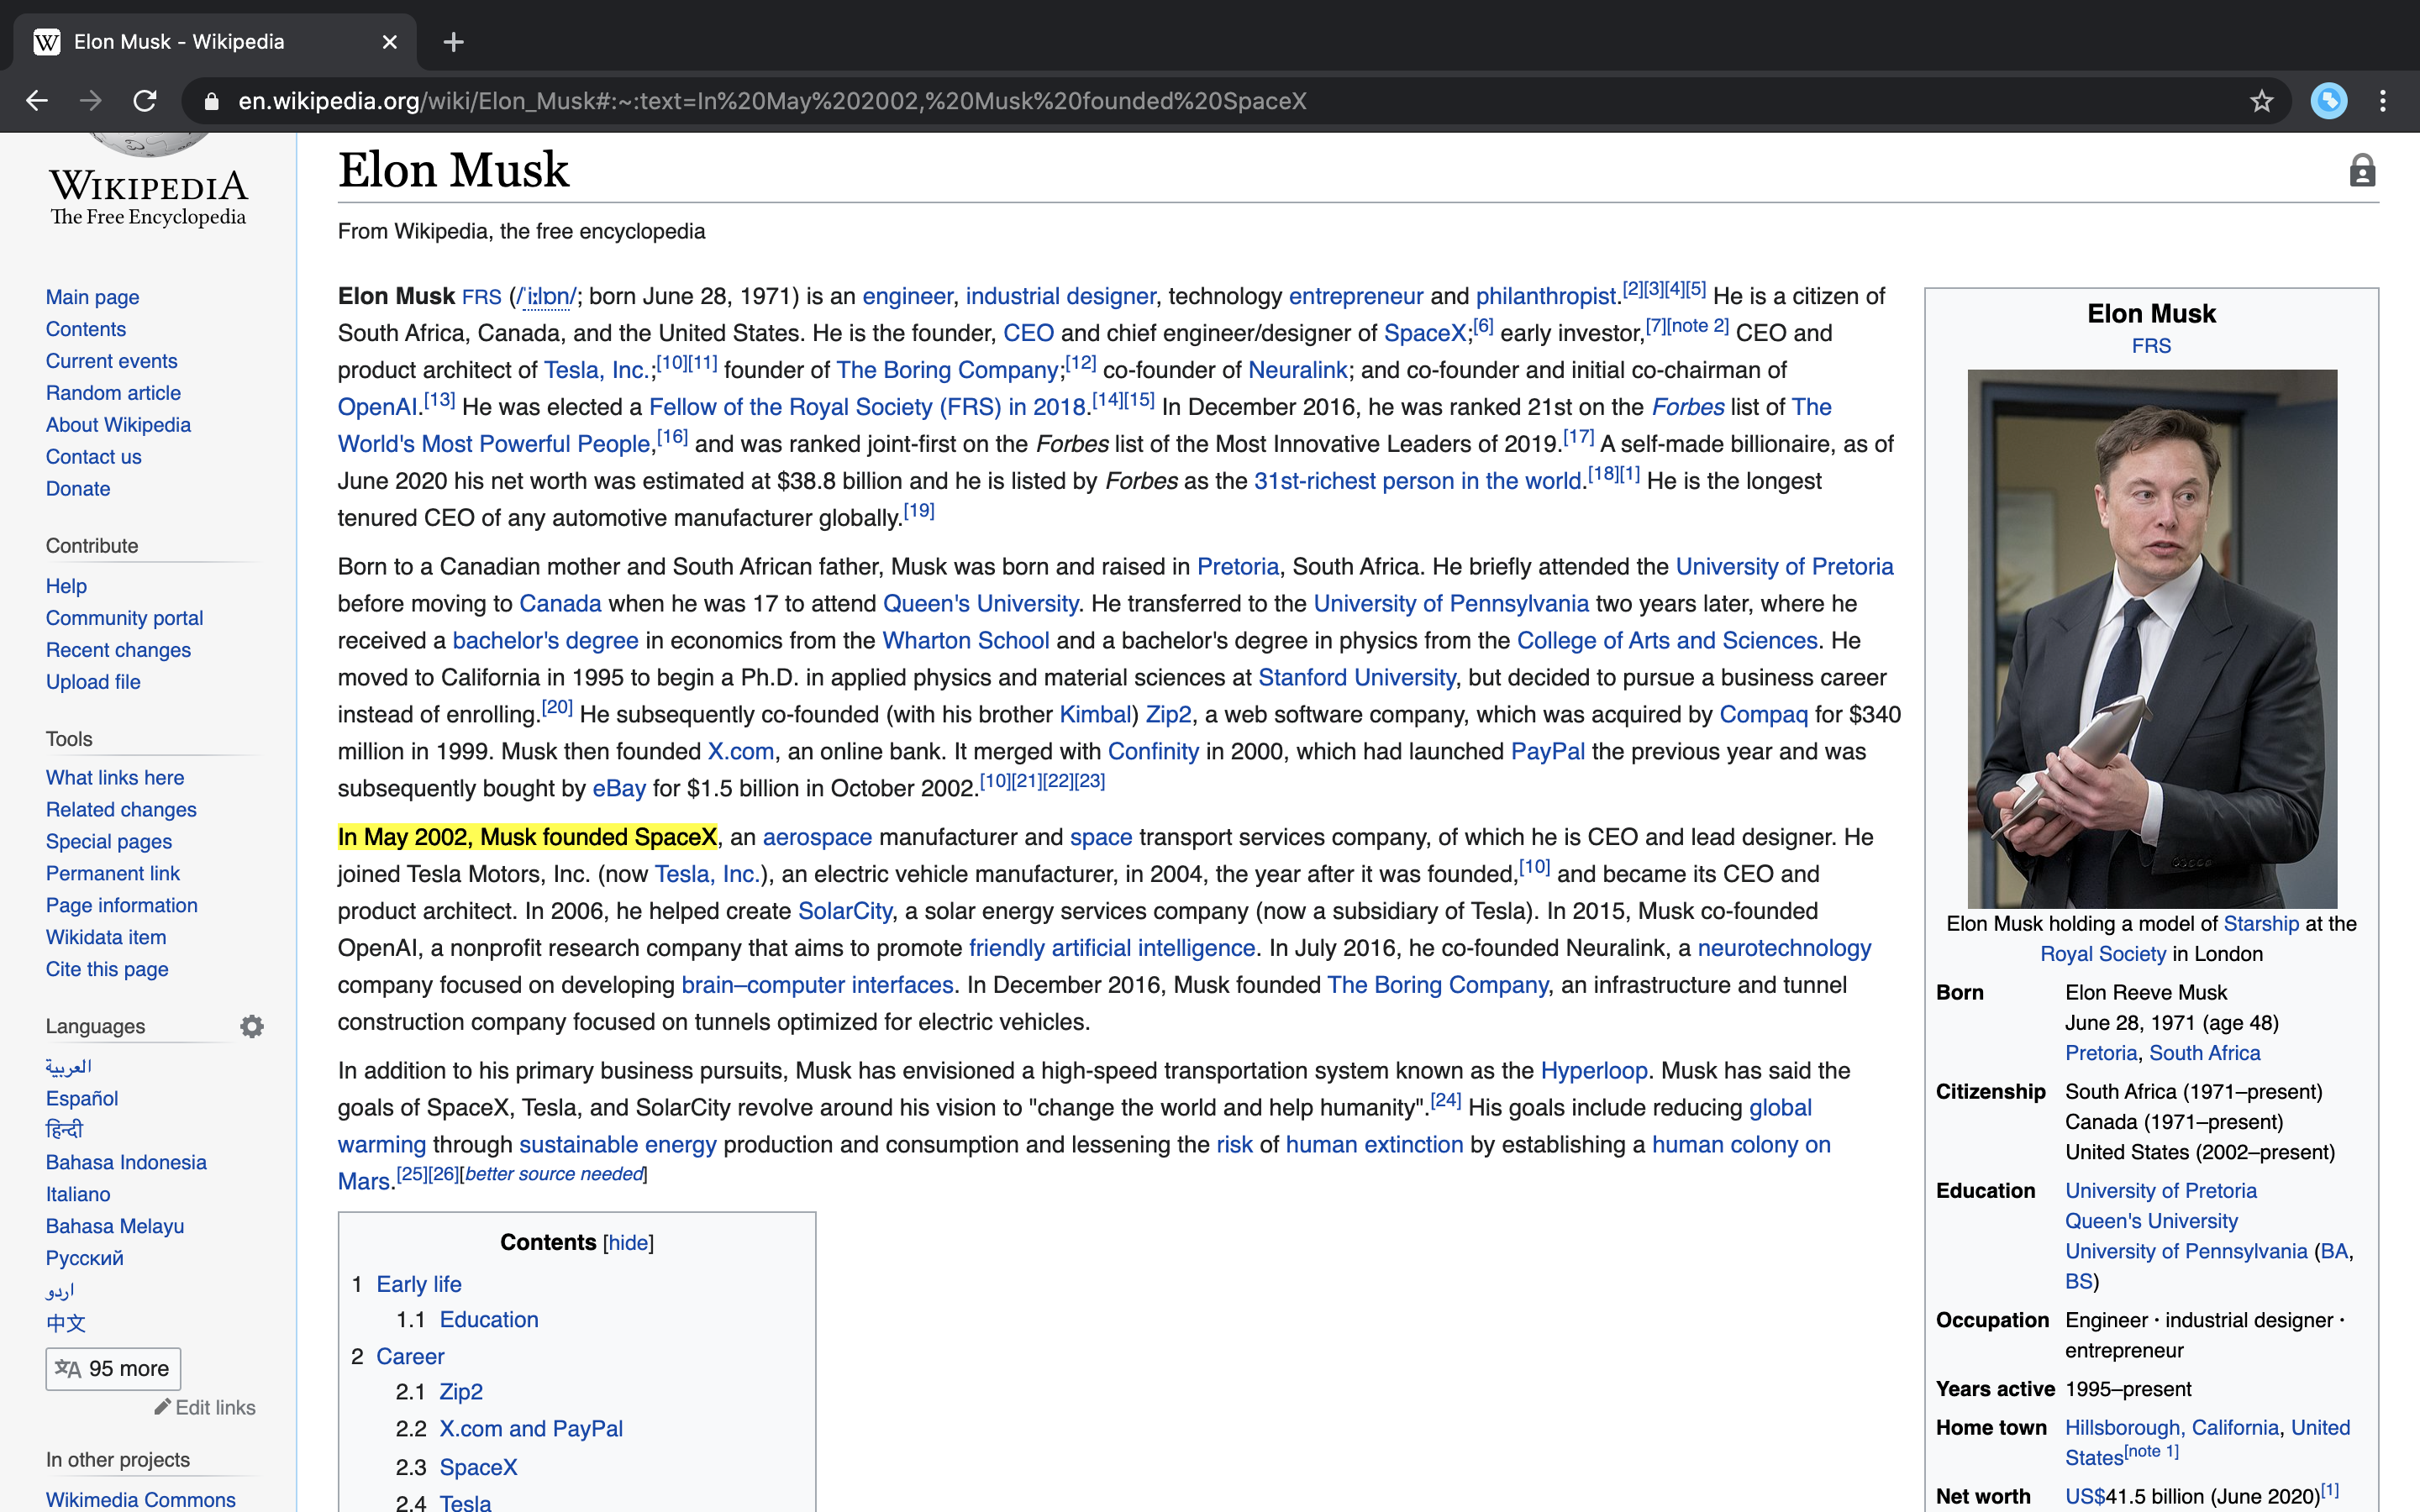 Elon Musk - Wikipedia
en.wikipedia.org/wiki/Elon_Musk#:~:text=In%20May%202002,%20Musk%20founded%20SpaceX
WIKIPEDIA
The Free Encyclopedia
Main page
Contents
Current events
Random article
About Wikipedia
Contact us
Donate
Contribute
Help
Community portal
Recent changes
Upload file
Tools
What links here
Related changes
Special pages
Permanent link
Page information
Wikidata item
Cite this page
Languages
العربية
Español
हिन्दी
Bahasa Indonesia
Italiano
Bahasa Melayu
Русский
اردو
中文
95 more
Edit links
In other projects
Wikimedia Commons
Elon Musk
From Wikipedia, the free encyclopedia
Elon Musk FRS (/ˈiːlɒn/; born June 28, 1971) is an engineer, industrial designer, technology entrepreneur and philanthropist.[2][3][4][5] He is a citizen of
South Africa, Canada, and the United States. He is the founder, CEO and chief engineer/designer of SpaceX;[6] early investor,[7][note 2] CEO and
product architect of Tesla, Inc.;[10][11] founder of The Boring Company;[12] co-founder of Neuralink; and co-founder and initial co-chairman of
OpenAI.[13] He was elected a Fellow of the Royal Society (FRS) in 2018.[14][15] In December 2016, he was ranked 21st on the Forbes list of The
World's Most Powerful People,[16] and was ranked joint-first on the Forbes list of the Most Innovative Leaders of 2019.[17] A self-made billionaire, as of
June 2020 his net worth was estimated at $38.8 billion and he is listed by Forbes as the 31st-richest person in the world.[18][1] He is the longest
tenured CEO of any automotive manufacturer globally.[19]
Born to a Canadian mother and South African father, Musk was born and raised in Pretoria, South Africa. He briefly attended the University of Pretoria
before moving to Canada when he was 17 to attend Queen's University. He transferred to the University of Pennsylvania two years later, where he
received a bachelor's degree in economics from the Wharton School and a bachelor's degree in physics from the College of Arts and Sciences. He
moved to California in 1995 to begin a Ph.D. in applied physics and material sciences at Stanford University, but decided to pursue a business career
instead of enrolling.[20] He subsequently co-founded (with his brother Kimbal) Zip2, a web software company, which was acquired by Compaq for $340
million in 1999. Musk then founded X.com, an online bank. It merged with Confinity in 2000, which had launched PayPal the previous year and was
subsequently bought by eBay for $1.5 billion in October 2002.[10][21][22][23]
In May 2002, Musk founded SpaceX, an aerospace manufacturer and space transport services company, of which he is CEO and lead designer. He
joined Tesla Motors, Inc. (now Tesla, Inc.), an electric vehicle manufacturer, in 2004, the year after it was founded,[10] and became its CEO and
product architect. In 2006, he helped create SolarCity, a solar energy services company (now a subsidiary of Tesla). In 2015, Musk co-founded
OpenAI, a nonprofit research company that aims to promote friendly artificial intelligence. In July 2016, he co-founded Neuralink, a neurotechnology
company focused on developing brain–computer interfaces. In December 2016, Musk founded The Boring Company, an infrastructure and tunnel
construction company focused on tunnels optimized for electric vehicles.
In addition to his primary business pursuits, Musk has envisioned a high-speed transportation system known as the Hyperloop. Musk has said the
goals of SpaceX, Tesla, and SolarCity revolve around his vision to "change the world and help humanity".[24] His goals include reducing global
warming through sustainable energy production and consumption and lessening the risk of human extinction by establishing a human colony on
Mars.[25][26][better source needed]
Contents [hide]
1 Early life
1.1 Education
2 Career
2.1 Zip2
2.2 X.com and PayPal
2.3 SpaceX
2.4 Tesla
Elon Musk
FRS
Elon Musk holding a model of Starship at the
Royal Society in London
Born Elon Reeve Musk
June 28, 1971 (age 48)
Pretoria, South Africa
Citizenship South Africa (1971–present)
Canada (1971–present)
United States (2002–present)
Education University of Pretoria
Queen's University
University of Pennsylvania (BA,
BS)
Occupation Engineer · industrial designer ·
entrepreneur
Years active 1995–present
Home town Hillsborough, California, United
States[note 1]
Net worth US$41.5 billion (June 2020)[1]